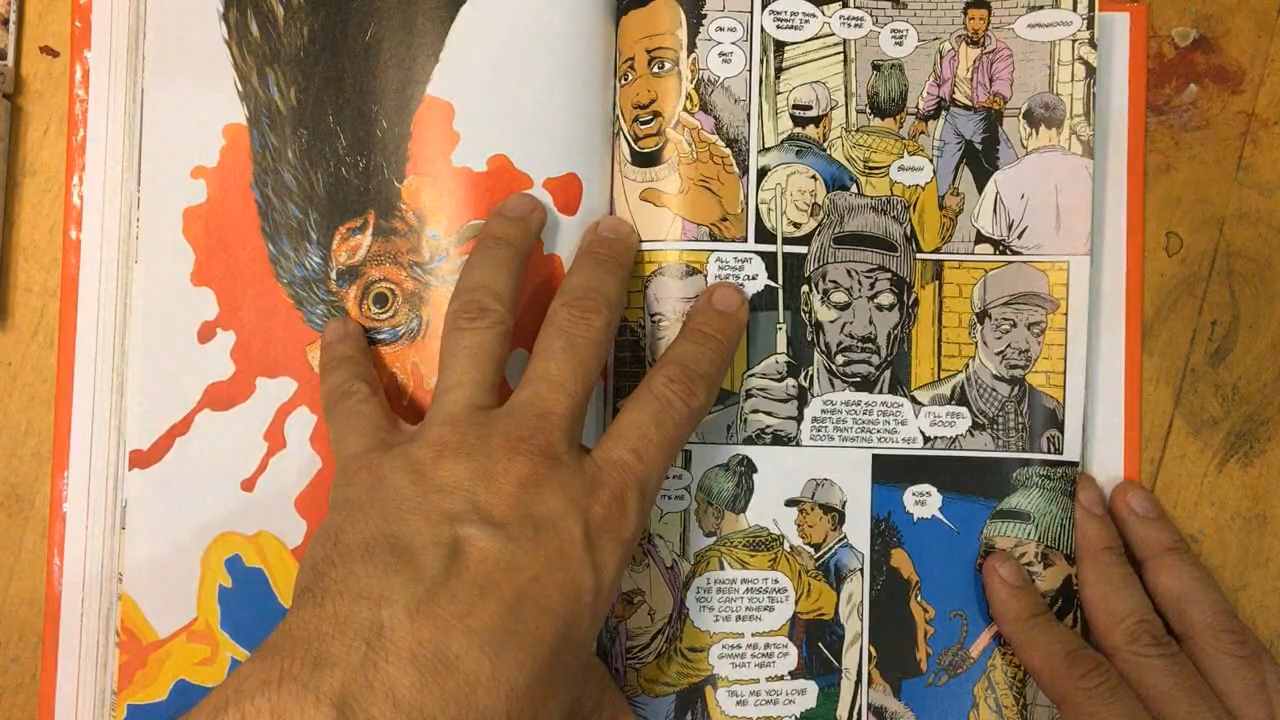 OH NO.
SHIT
NO
DON'T DO THIS,
DANNY. I'M
SCARED.
PLEASE,
IT'S ME
DON'T
HURT
ME
SHHHH
ALL THAT
NOISE
HURTS OUR
YOU HEAR SO MUCH
WHEN YOU'RE DEAD;
BEETLES TICKING IN THE
DIRT, PAINT CRACKING,
ROOTS TWISTING. YOU'LL SEE
IT'LL FEEL
GOOD.
NY
ME
IT'S ME
I KNOW WHO IT IS
I'VE BEEN MISSING
YOU. CAN'T YOU TELL?
IT'S COLD WHERE
I'VE BEEN.
KISS ME, BITCH
GIMME SOME OF
THAT HEAT.
TELL ME YOU LOVE
ME. COME ON
KISS
ME